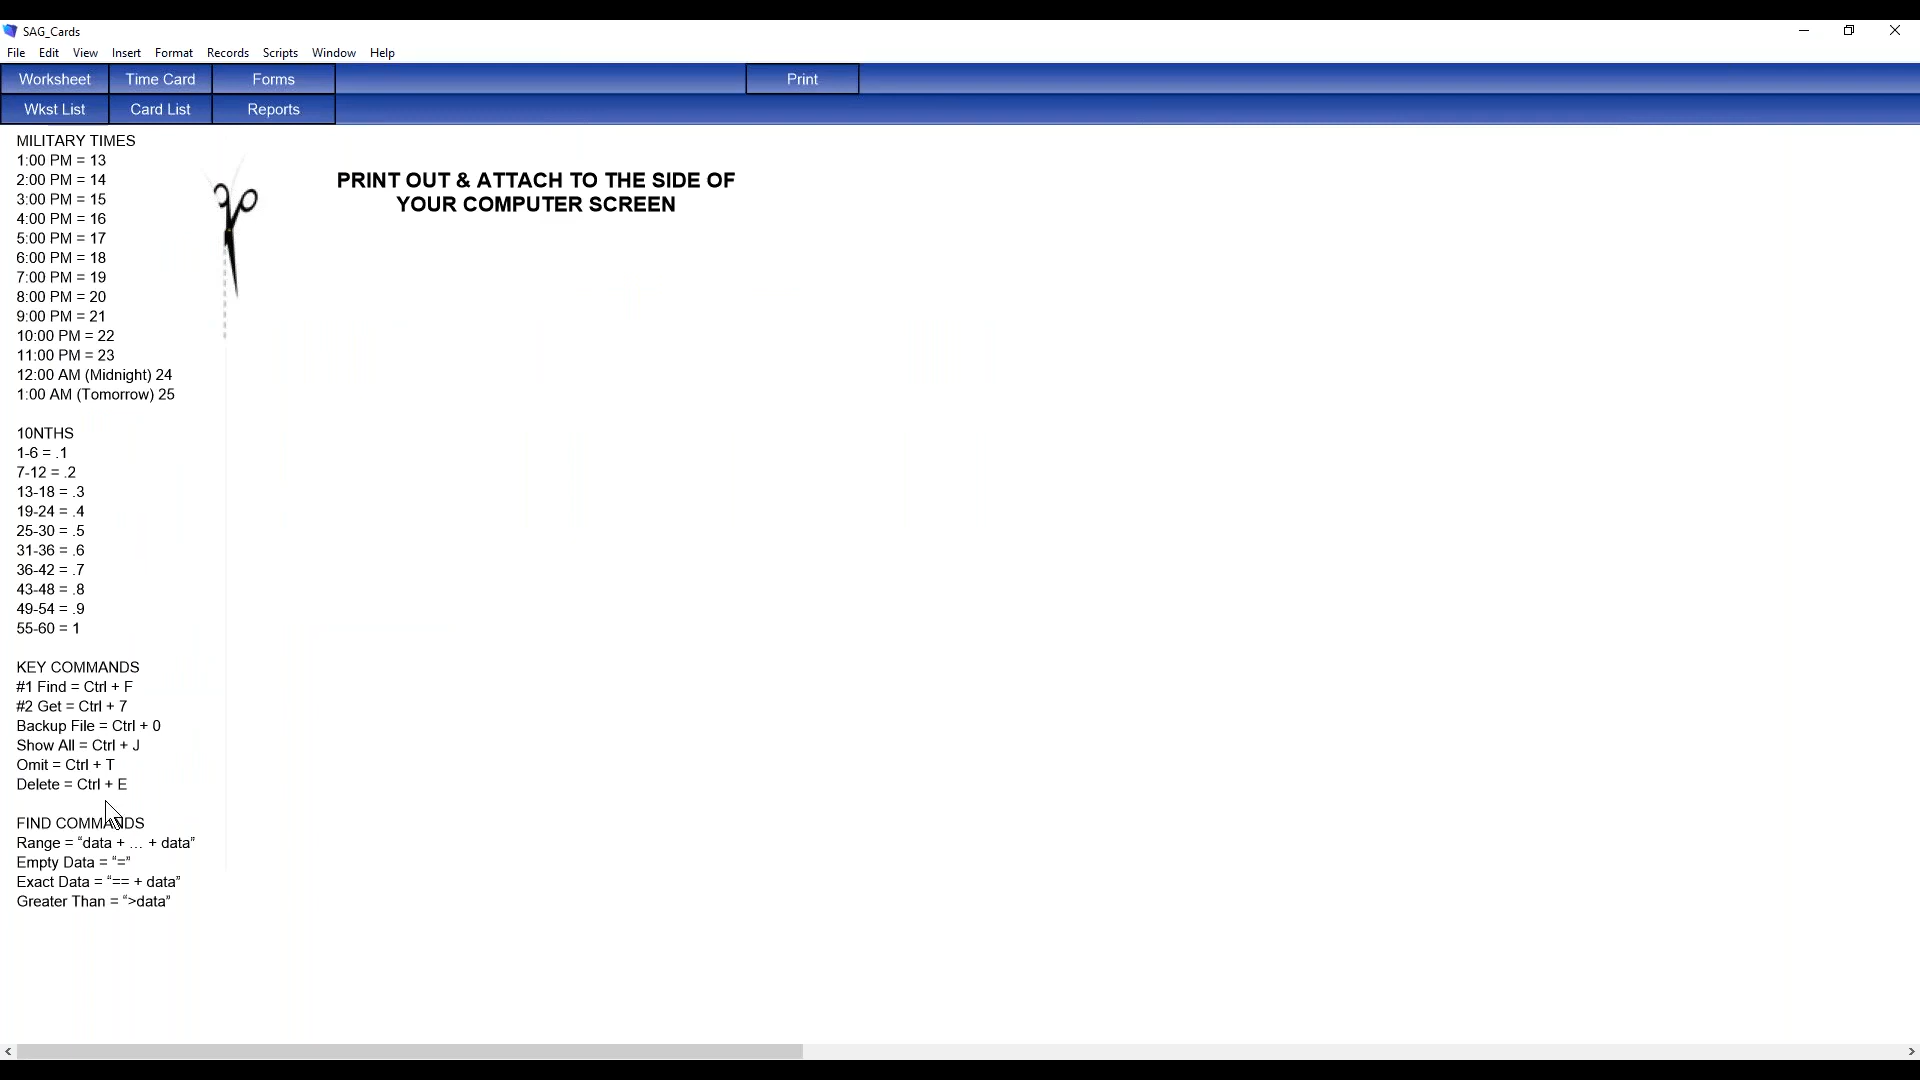 SAG_Cards
File Edit View Insert Format Records Scripts Window Help
Worksheet Time Card Forms Print
Wkst List Card List Reports
MILITARY TIMES
1:00 PM = 13
2:00 PM = 14
3:00 PM = 15
4:00 PM = 16
5:00 PM = 17
6:00 PM = 18
7:00 PM = 19
8:00 PM = 20
9:00 PM = 21
10:00 PM = 22
11:00 PM = 23
12:00 AM (Midnight) 24
1:00 AM (Tomorrow) 25
10NTHS
1-6 = .1
7-12 = .2
13-18 = .3
19-24 = .4
25-30 = .5
31-36 = .6
36-42 = .7
43-48 = .8
49-54 = .9
55-60 = 1
KEY COMMANDS
#1 Find = Ctrl + F
#2 Get = Ctrl + 7
Backup File = Ctrl + 0
Show All = Ctrl + J
Omit = Ctrl + T
Delete = Ctrl + E
FIND COMMANDS
Range = “data + ... + data”
Empty Data = “=”
Exact Data = “== + data”
Greater Than = “>data”
PRINT OUT & ATTACH TO THE SIDE OF
YOUR COMPUTER SCREEN